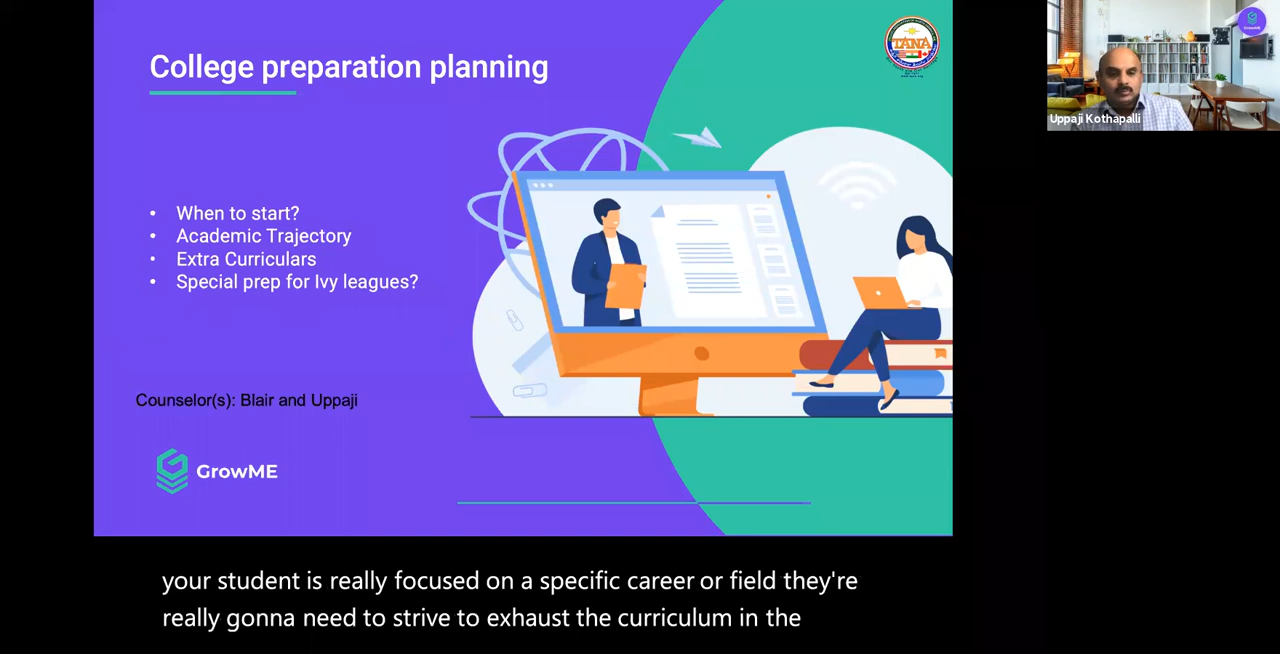 College preparation planning
TANA
• When to start?
• Academic Trajectory
• Extra Curriculars
• Special prep for Ivy leagues?
Counselor(s): Blair and Uppaji
GrowME
GrowME
Uppaji Kothapalli
your student is really focused on a specific career or field they're
really gonna need to strive to exhaust the curriculum in the